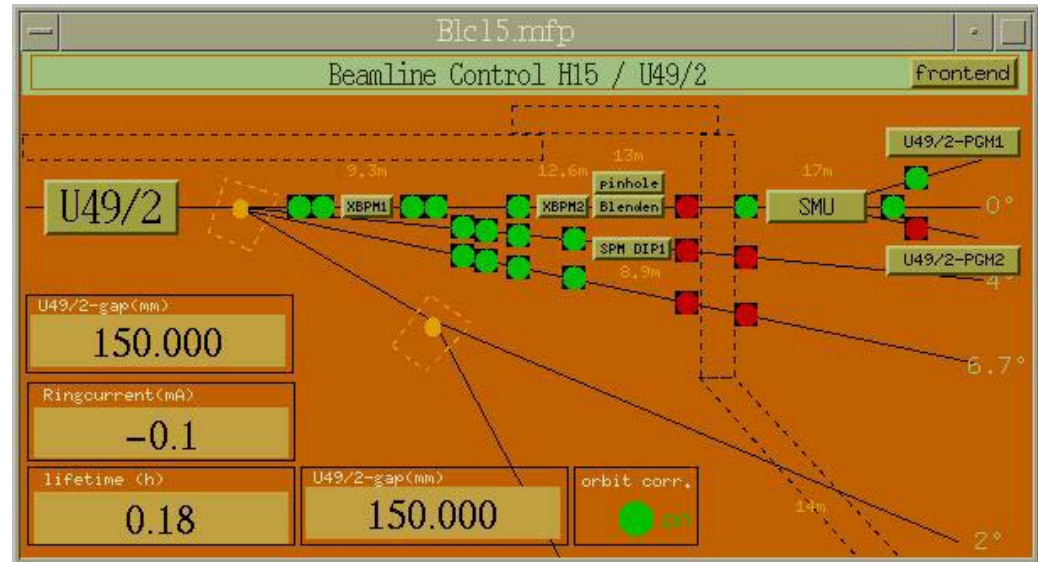 Blc15.mfp
Beamline Control H15 / U49/2
frontend
U49/2-PGM1
13m
9.3m
12.6m
17m
pinhole
U49/2
XBPM1
XBPM2
Blenden
SMU
0°
SPM DIP1
U49/2-PGM2
8.9m
4°
U49/2-gap(mm)
150.000
6.7°
Ringcurrent(mA)
-0.1
lifetime (h)
0.18
U49/2-gap(mm)
150.000
orbit corr.
on
14m
2°